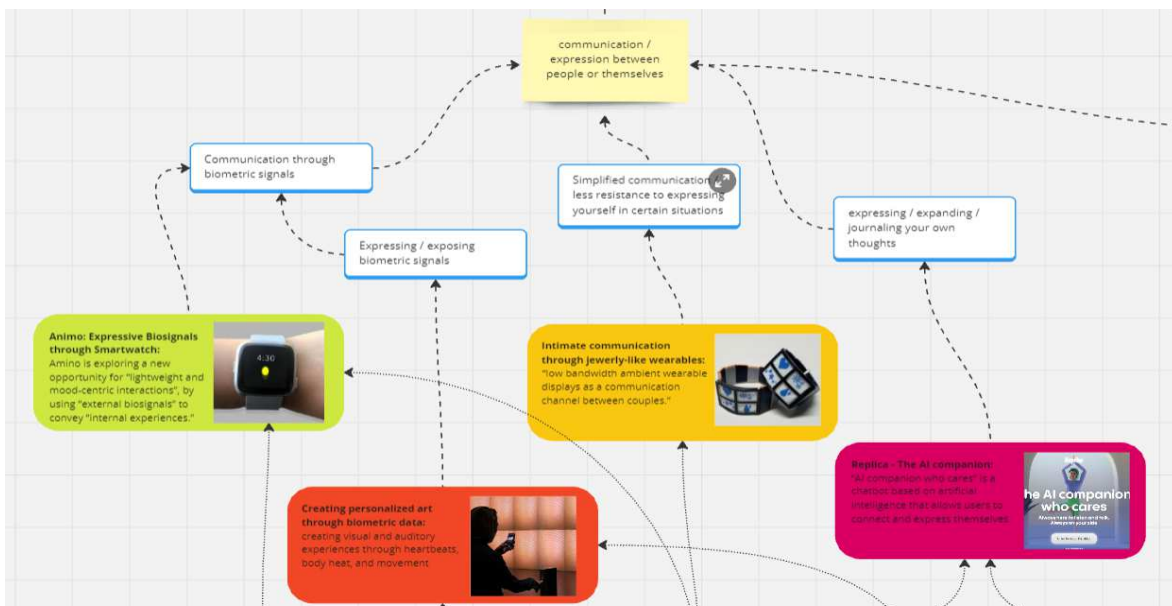 communication /
expression between
people or themselves
Communication through
biometric signals
Simplified communication /
less resistance to expressing
yourself in certain situations
expressing / expanding /
journaling your own
thoughts
Expressing / exposing
biometric signals
Animo: Expressive Biosignals
through Smartwatch:
Amino is exploring a new
opportunity for "lightweight and
mood-centric interactions", by
using "external biosignals" to
convey "internal experiences."
4:30
Intimate communication
through jewerly-like wearables:
"low bandwidth ambient wearable
displays as a communication
channel between couples."
Replica - The AI companion:
"AI companion who cares" is a
chatbot based on artificial
intelligence that allows users to
connect and express themselves
he AI companion
who cares
Creating personalized art
through biometric data:
creating visual and auditory
experiences through heartbeats,
body heat, and movement